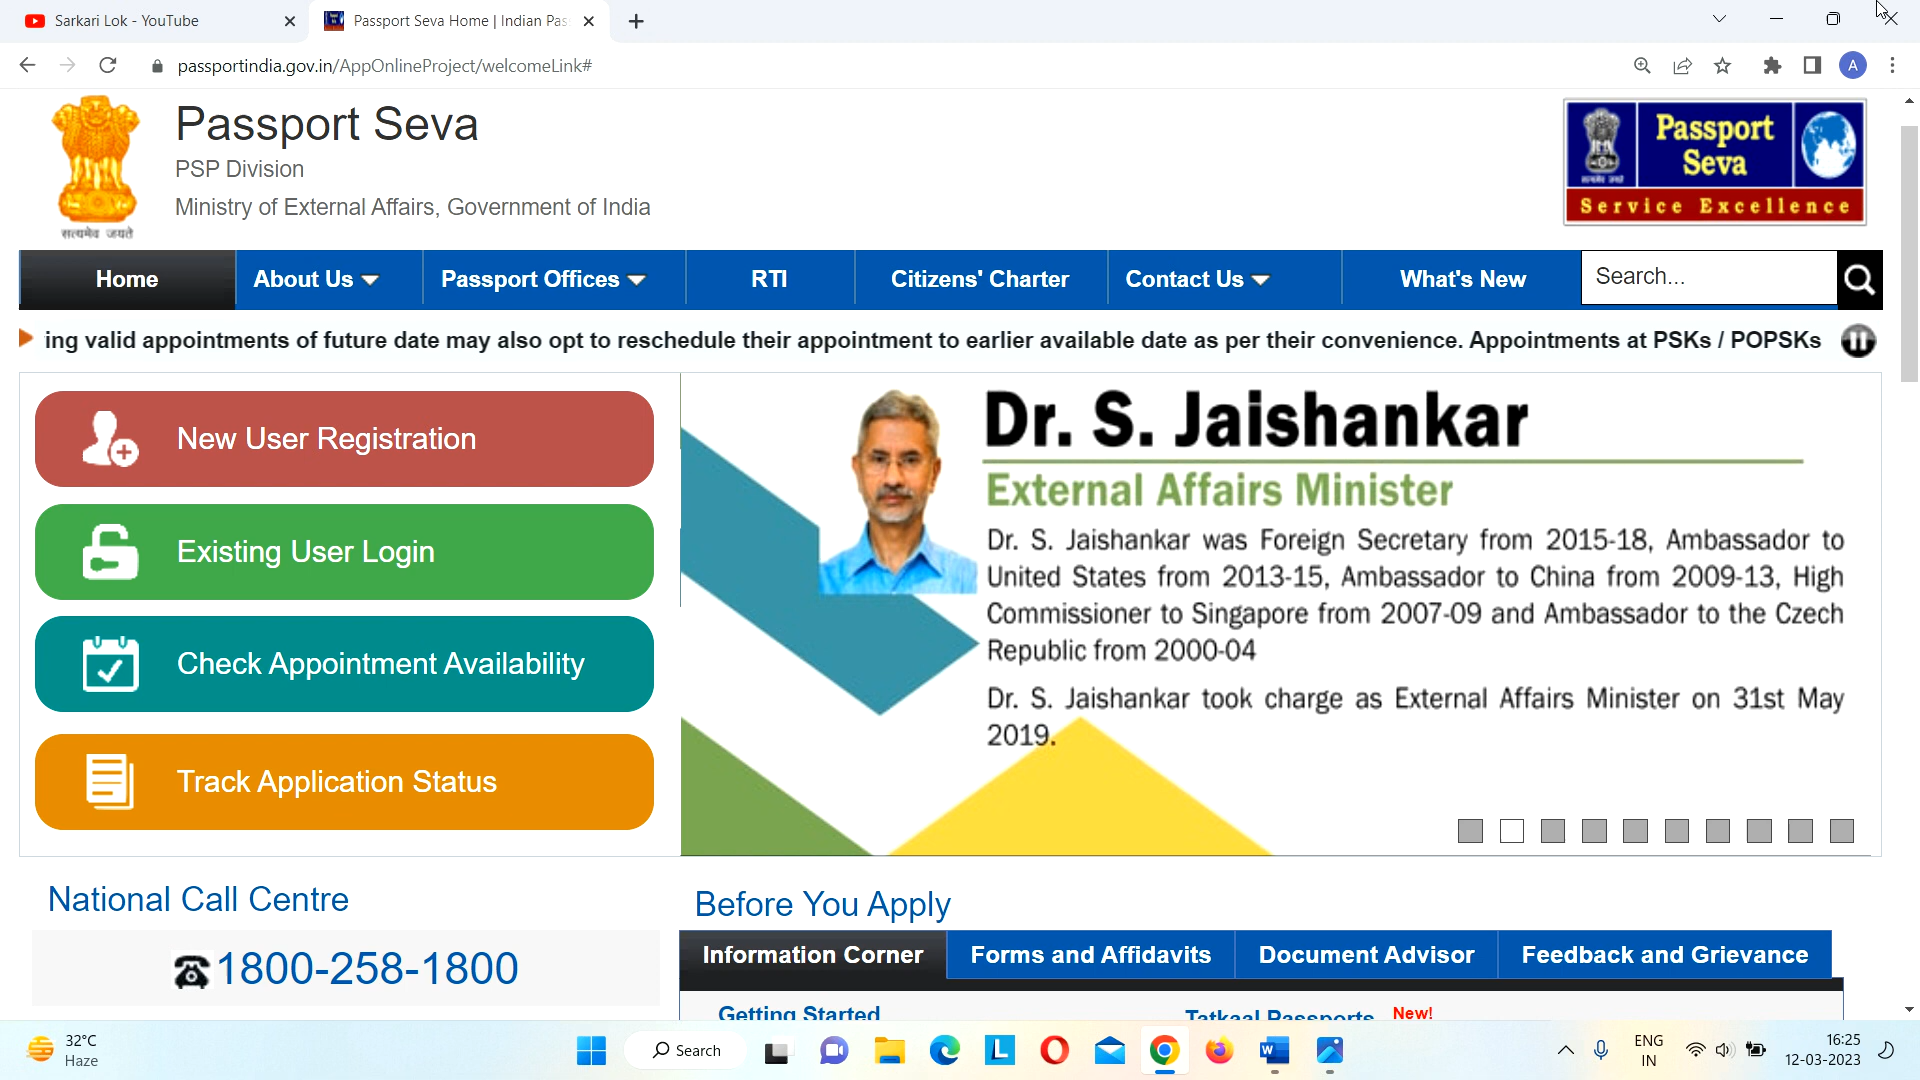 Sarkari Lok - YouTube
Passport Seva Home | Indian Pas
passportindia.gov.in/AppOnlineProject/welcomeLink#
A
सत्यमेव जयते
Passport Seva
PSP Division
Ministry of External Affairs, Government of India
Passport
Seva
Service Excellence
Home
About Us
Passport Offices
RTI
Citizens' Charter
Contact Us
What's New
Search...
ing valid appointments of future date may also opt to reschedule their appointment to earlier available date as per their convenience. Appointments at PSKs / POPSKs
New User Registration
Existing User Login
Check Appointment Availability
Track Application Status
Dr. S. Jaishankar
External Affairs Minister
Dr. S. Jaishankar was Foreign Secretary from 2015-18, Ambassador to
United States from 2013-15, Ambassador to China from 2009-13, High
Commissioner to Singapore from 2007-09 and Ambassador to the Czech
Republic from 2000-04
Dr. S. Jaishankar took charge as External Affairs Minister on 31st May
2019.
National Call Centre
1800-258-1800
Before You Apply
Information Corner
Forms and Affidavits
Document Advisor
Feedback and Grievance
Getting Started
Tatkaal Passports New!
32°C
Haze
Search
L
W
ENG
IN
16:25
12-03-2023